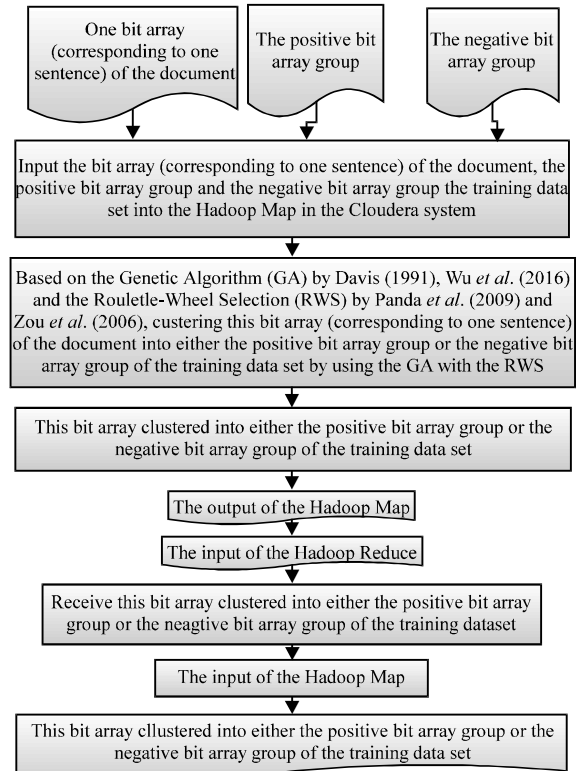 One bit array
(corresponding to one
sentence) of the document
The positive bit
array group
The negative bit
array group
Input the bit array (corresponding to one sentence) of the document, the
positive bit array group and the negative bit array group the training data
set into the Hadoop Map in the Cloudera system
Based on the Genetic Algorithm (GA) by Davis (1991), Wu et al. (2016)
and the Rouletle-Wheel Selection (RWS) by Panda et al. (2009) and
Zou et al. (2006), custering this bit array (corresponding to one sentence)
of the document into either the positive bit array group or the negative bit
array group of the training data set by using the GA with the RWS
This bit array clustered into either the positive bit array group or the
negative bit array group of the training data set
The output of the Hadoop Map
The input of the Hadoop Reduce
Receive this bit array clustered into either the positive bit array
group or the neagtive bit array group of the training dataset
The input of the Hadoop Map
This bit array cllustered into either the positive bit array group or the
negative bit array group of the training data set